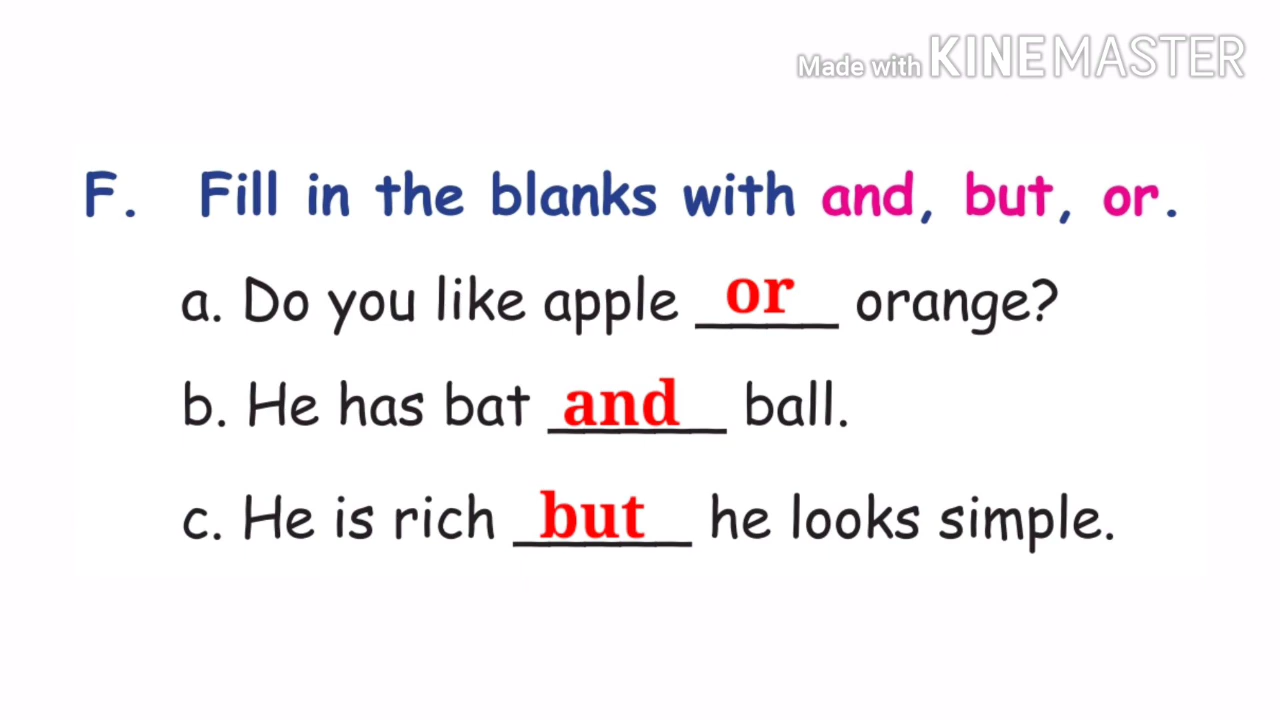 Made with KINEMASTER
F. Fill in the blanks with and, but, or.
a. Do you like apple or orange?
b. He has bat and ball.
c. He is rich but he looks simple.